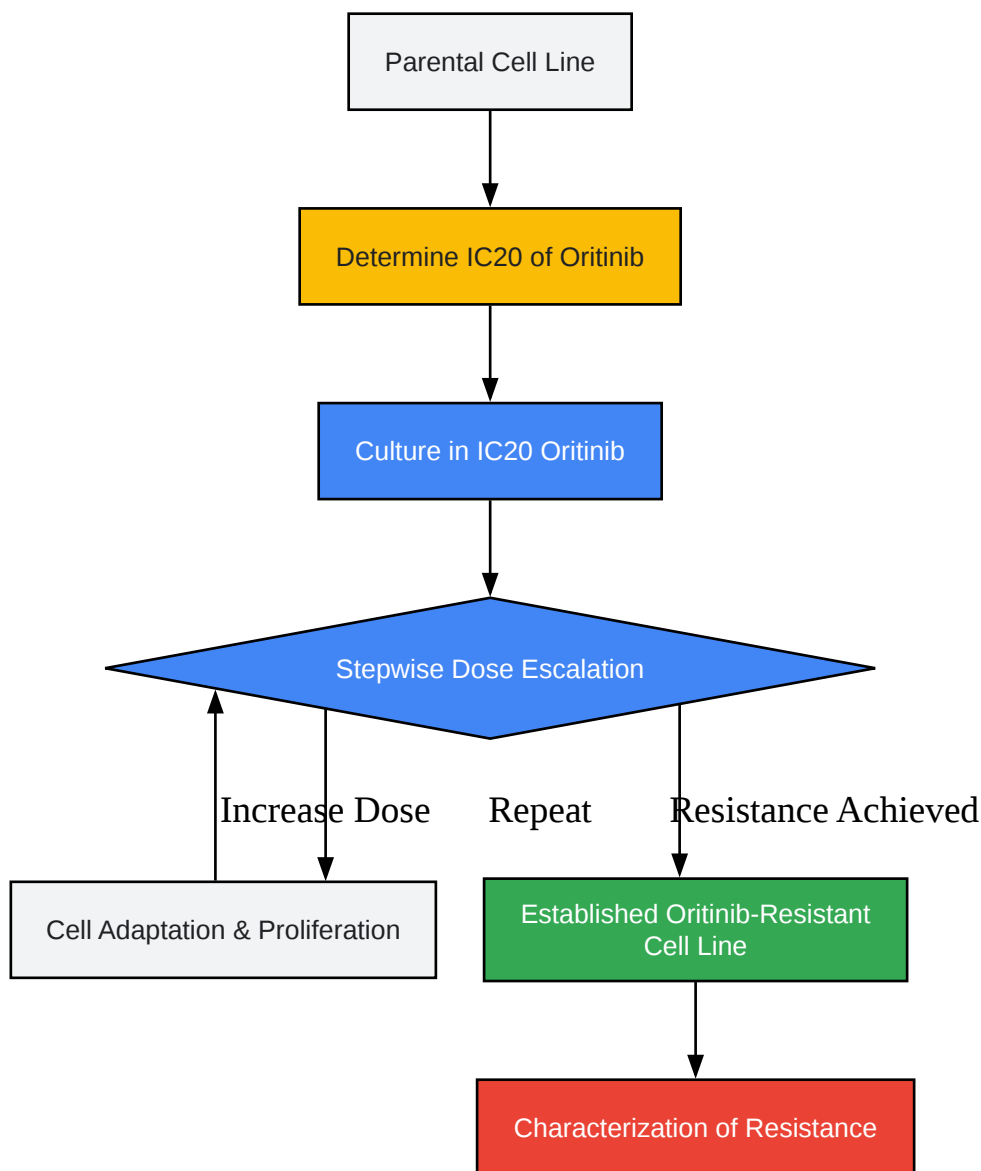 Parental Cell Line
Determine IC20 of Oritinib
Culture in IC20 Oritinib
Stepwise Dose Escalation
Increase Dose
Repeat
Resistance Achieved
Cell Adaptation & Proliferation
Established Oritinib-Resistant
Cell Line
Characterization of Resistance